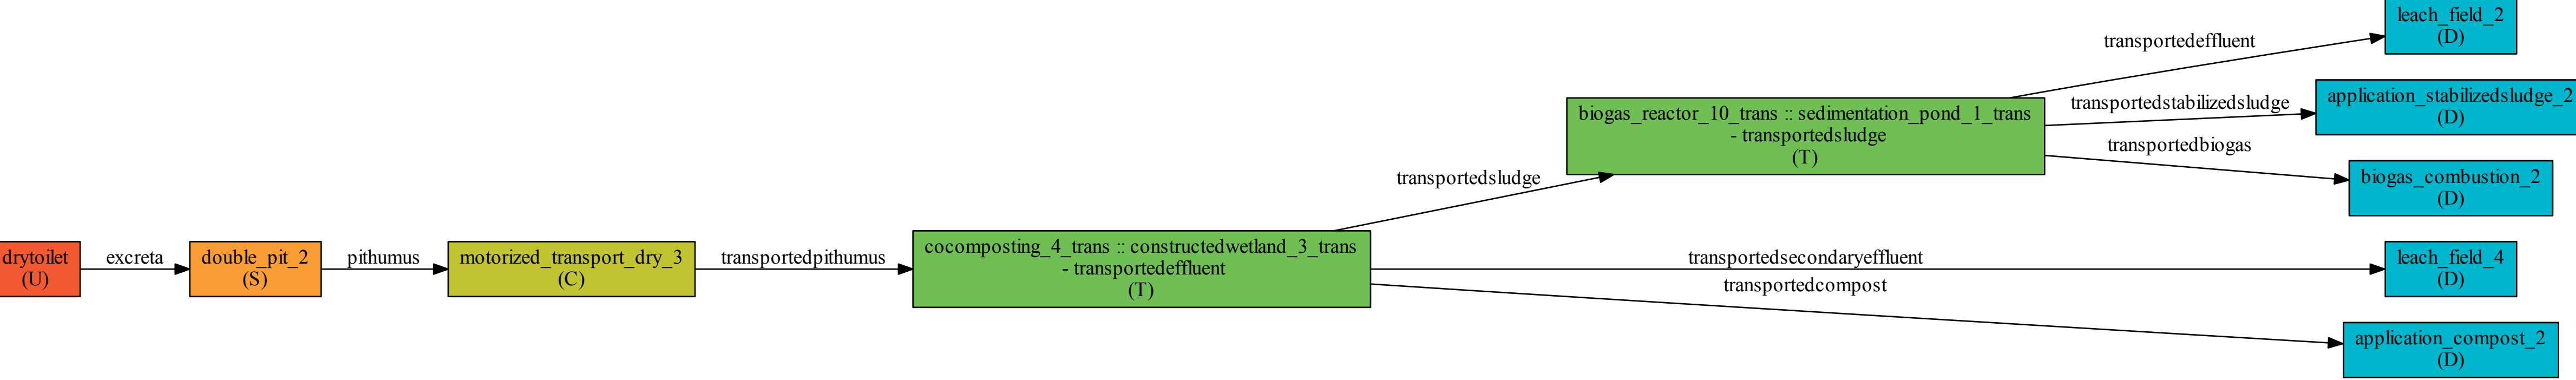 drytoilet
(U)
excreta
double_pit_2
(S)
pithumus
motorized_transport_dry_3
(C)
transportedpithumus
cocomposting_4_trans :: constructedwetland_3_trans
- transportedeffluent
(T)
transportedsludge
biogas_reactor_10_trans :: sedimentation_pond_1_trans
- transportedsludge
(T)
transportedeffluent
leach_field_2
(D)
transportedstabilizedsludge
application_stabilizedsludge_2
(D)
transportedbiogas
biogas_combustion_2
(D)
transportedsecondaryeffluent
leach_field_4
(D)
transportedcompost
application_compost_2
(D)